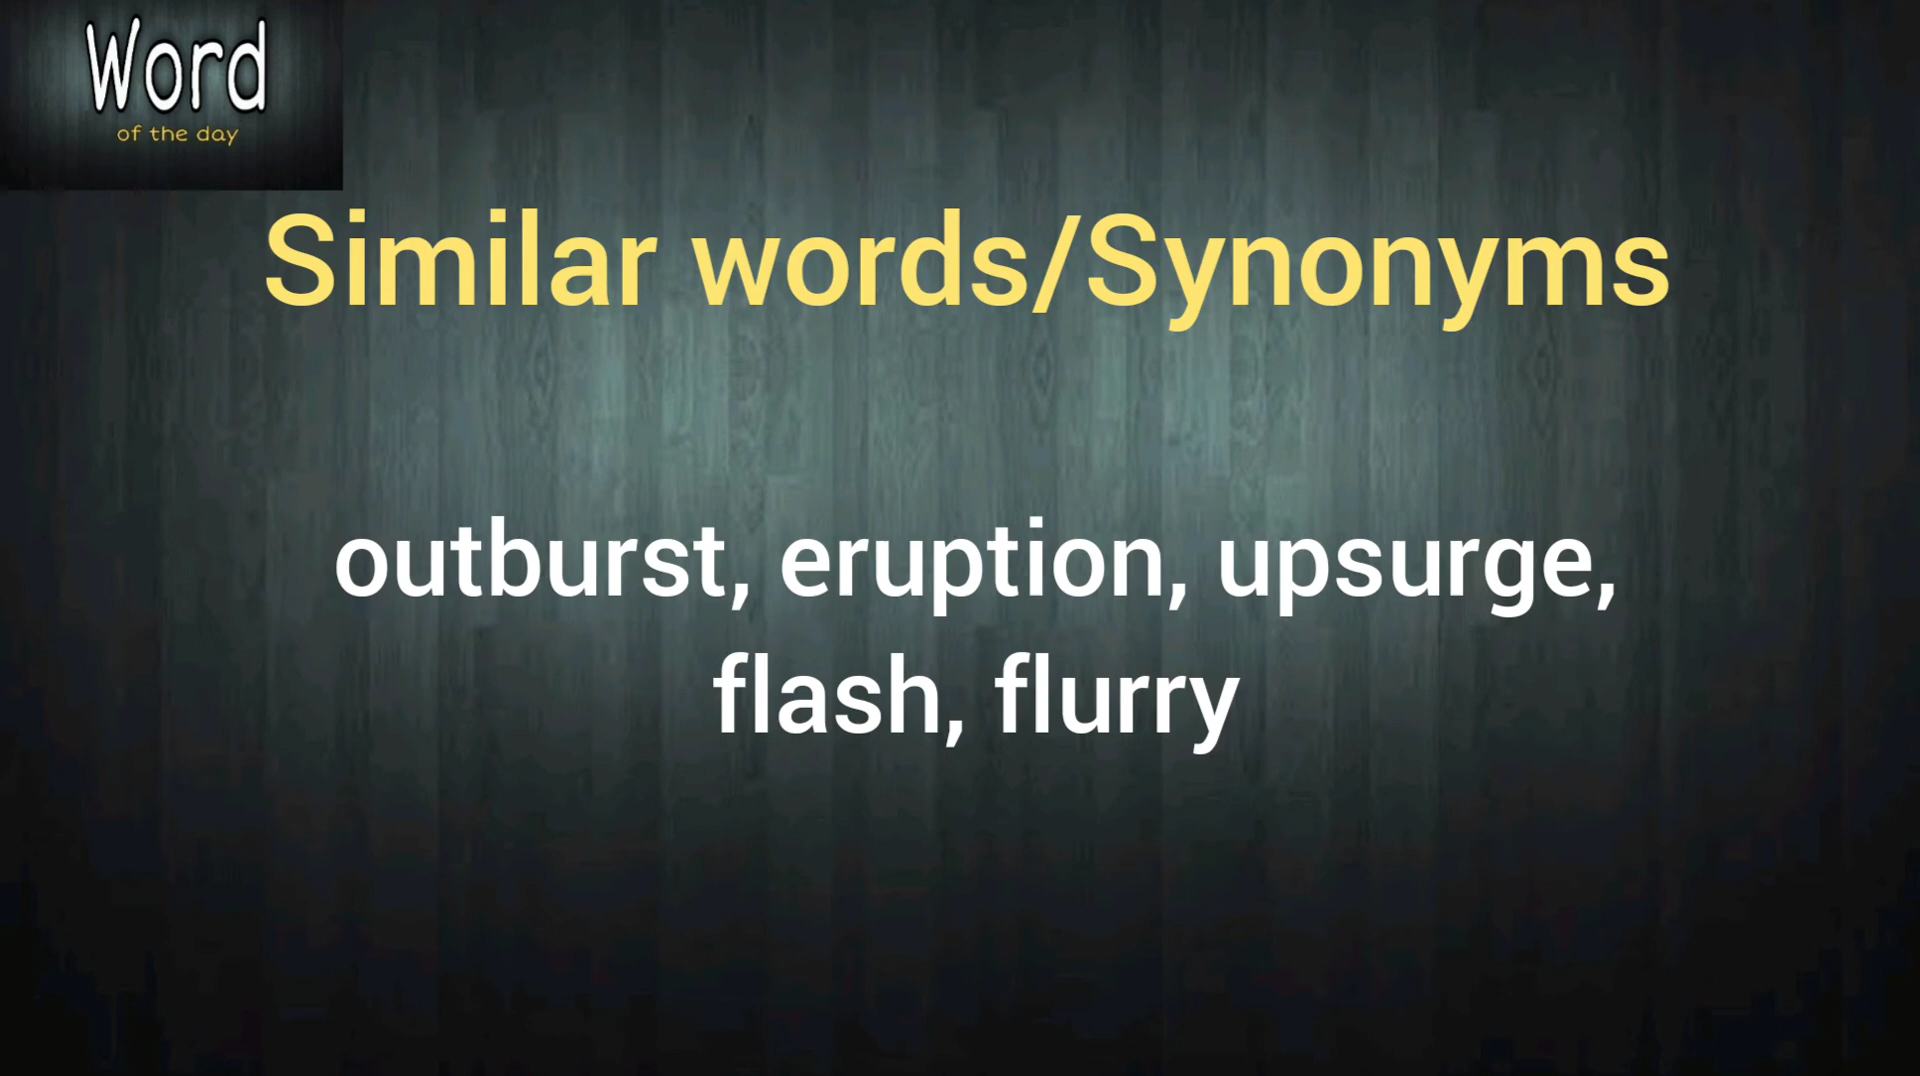 Word
of the day
Similar words/Synonyms
outburst, eruption, upsurge,
flash, flurry